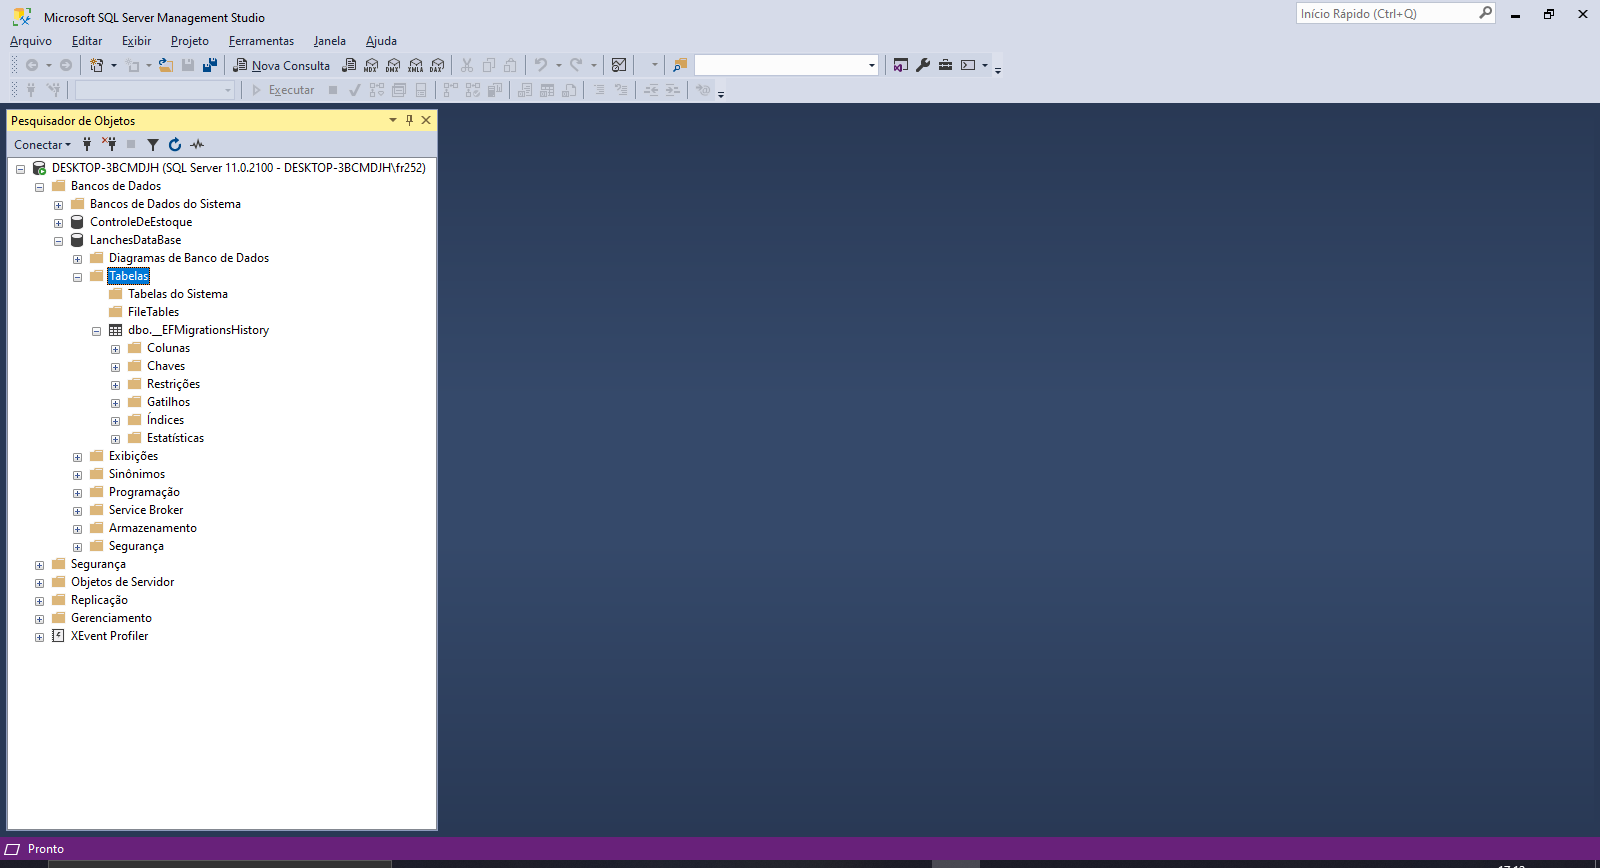 Microsoft SQL Server Management Studio
Início Rápido (Ctrl+Q)
Arquivo Editar Exibir Projeto Ferramentas Janela Ajuda
Nova Consulta MDX DMX XMLA DAX
Executar
Pesquisador de Objetos
Conectar
DESKTOP-3BCMDJH (SQL Server 11.0.2100 - DESKTOP-3BCMDJH\fr252)
Bancos de Dados
Bancos de Dados do Sistema
ControleDeEstoque
LanchesDataBase
Diagramas de Banco de Dados
Tabelas
Tabelas do Sistema
FileTables
dbo.__EFMigrationsHistory
Colunas
Chaves
Restrições
Gatilhos
Índices
Estatísticas
Exibições
Sinônimos
Programação
Service Broker
Armazenamento
Segurança
Segurança
Objetos de Servidor
Replicação
Gerenciamento
XEvent Profiler
Pronto